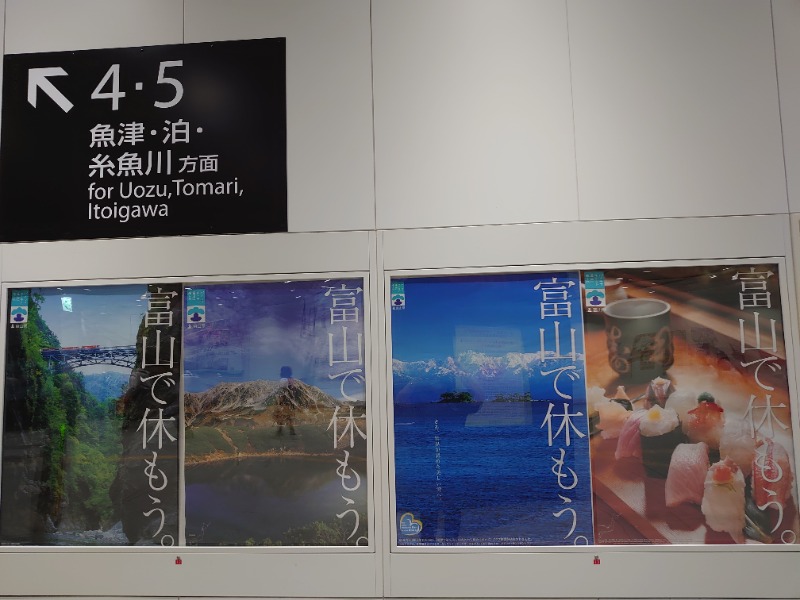 4・5
魚津・泊・
糸魚川 方面
for Uozu,Tomari,
Itoigawa
富山で休もう。
富山で休もう。
富山で休もう。
富山で休もう。